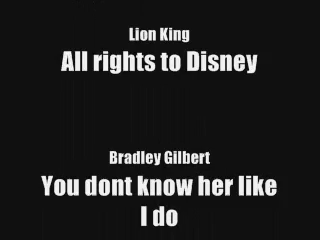 Lion King
All rights to Disney
Bradley Gilbert
You dont know her like
I do